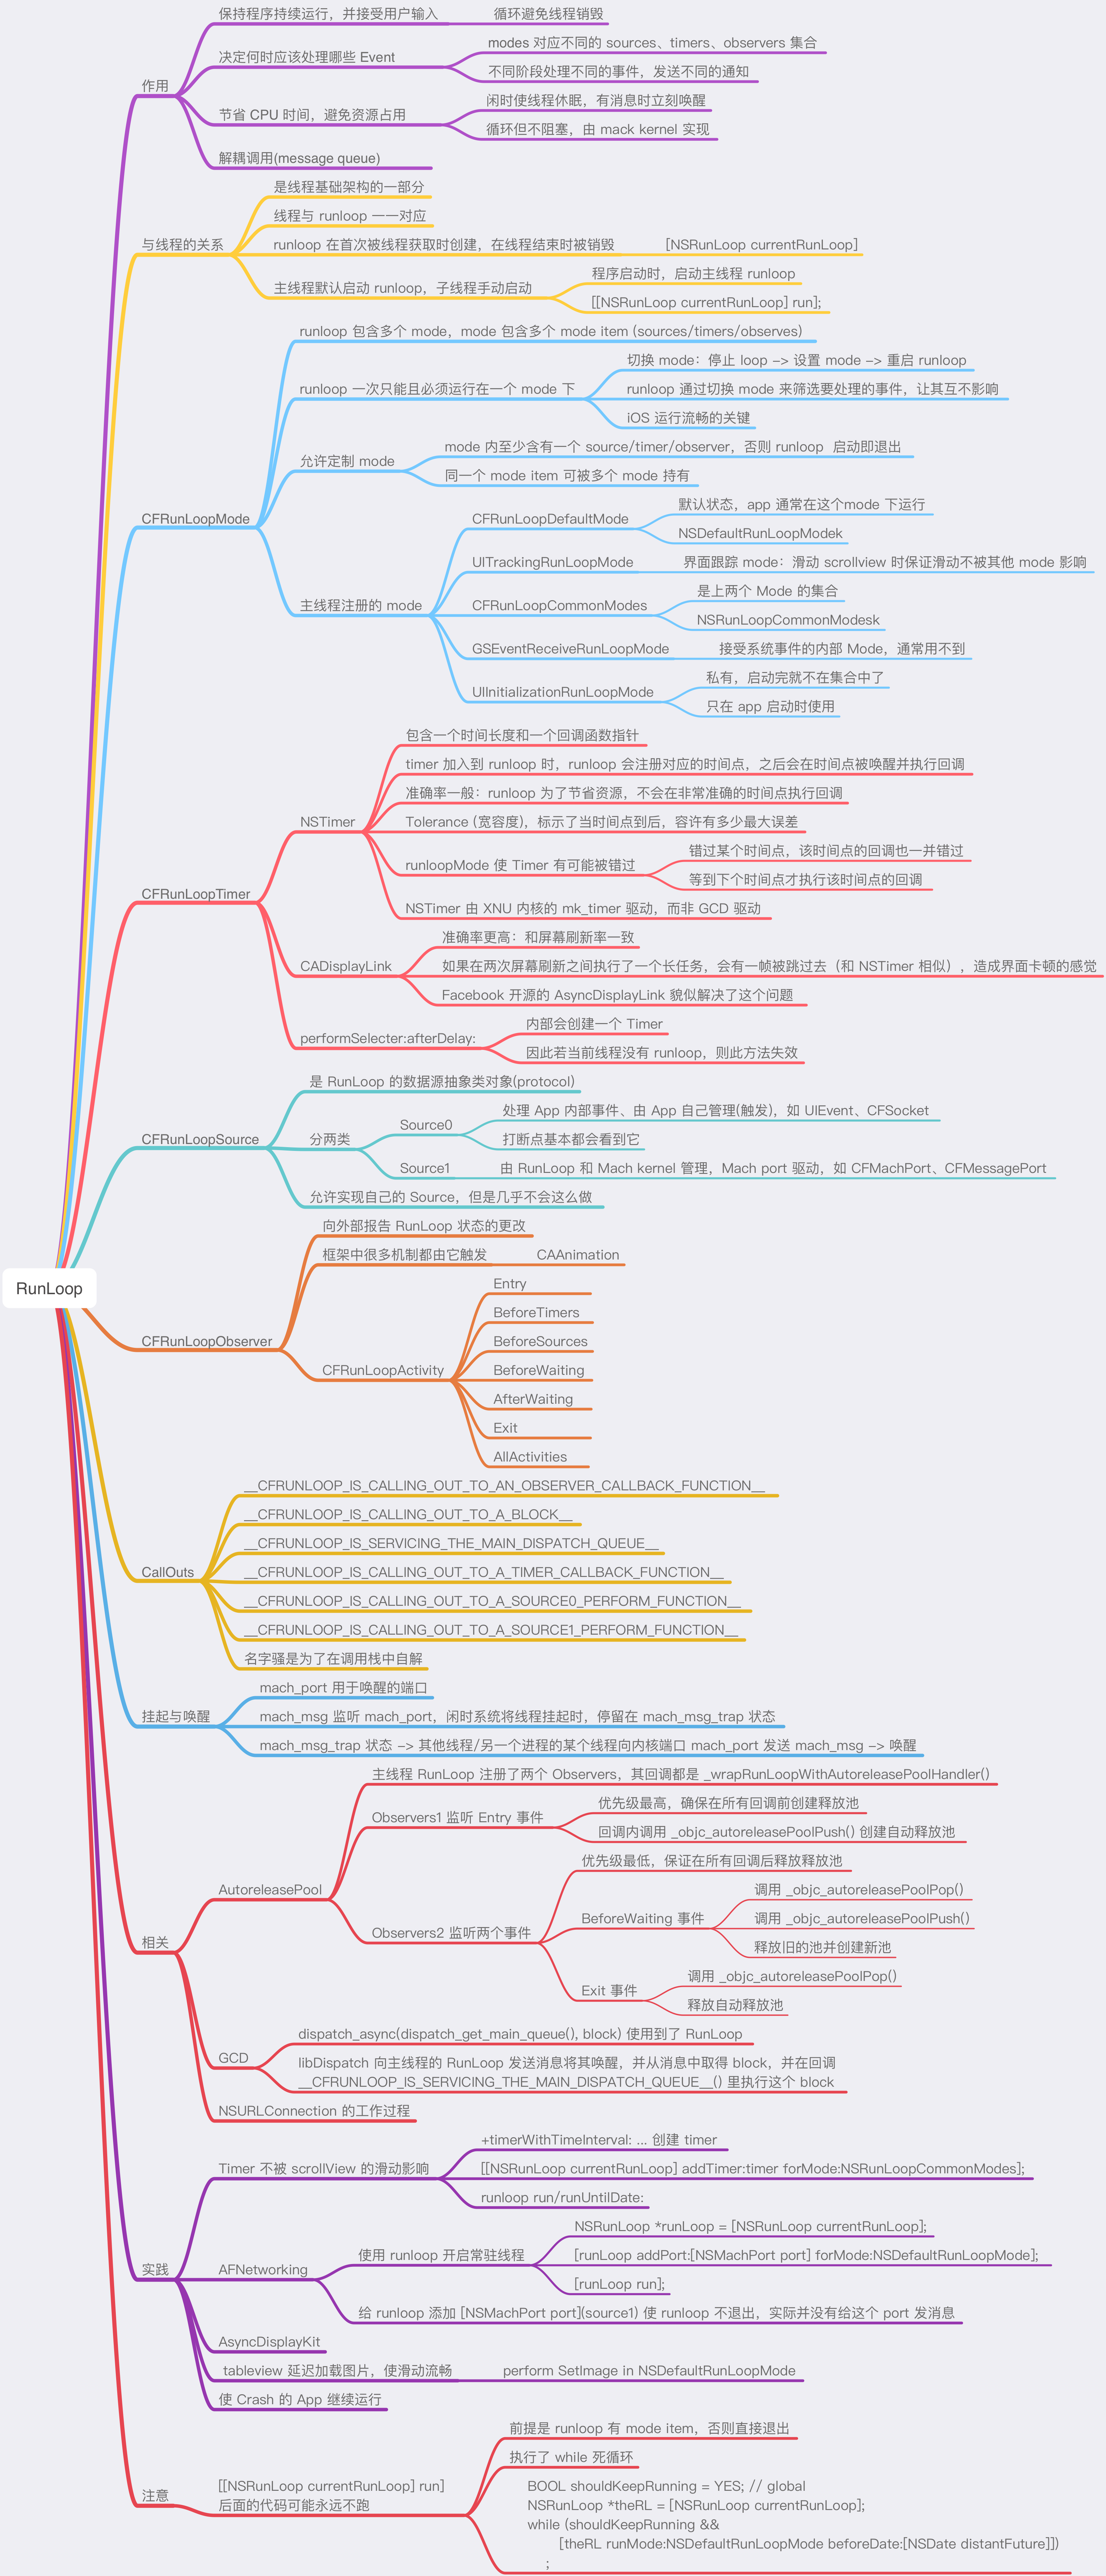 保持程序持续运行，并接受用户输入
循环避免线程销毁
决定何时应该处理哪些 Event
modes 对应不同的 sources、timers、observers 集合
不同阶段处理不同的事件，发送不同的通知
作用
节省 CPU 时间，避免资源占用
闲时使线程休眠，有消息时立刻唤醒
循环但不阻塞，由 mack kernel 实现
解耦调用(message queue)
是线程基础架构的一部分
线程与 runloop 一一对应
与线程的关系
runloop 在首次被线程获取时创建，在线程结束时被销毁
[NSRunLoop currentRunLoop]
主线程默认启动 runloop，子线程手动启动
程序启动时，启动主线程 runloop
[[NSRunLoop currentRunLoop] run];
runloop 包含多个 mode，mode 包含多个 mode item (sources/timers/observes)
runloop 一次只能且必须运行在一个 mode 下
切换 mode：停止 loop -> 设置 mode -> 重启 runloop
runloop 通过切换 mode 来筛选要处理的事件，让其互不影响
iOS 运行流畅的关键
允许定制 mode
mode 内至少含有一个 source/timer/observer，否则 runloop  启动即退出
同一个 mode item 可被多个 mode 持有
CFRunLoopMode
主线程注册的 mode
CFRunLoopDefaultMode
默认状态，app 通常在这个mode 下运行
NSDefaultRunLoopModek
UITrackingRunLoopMode
界面跟踪 mode：滑动 scrollview 时保证滑动不被其他 mode 影响
CFRunLoopCommonModes
是上两个 Mode 的集合
NSRunLoopCommonModesk
GSEventReceiveRunLoopMode
接受系统事件的内部 Mode，通常用不到
UIInitializationRunLoopMode
私有，启动完就不在集合中了
只在 app 启动时使用
CFRunLoopTimer
NSTimer
包含一个时间长度和一个回调函数指针
timer 加入到 runloop 时，runloop 会注册对应的时间点，之后会在时间点被唤醒并执行回调
准确率一般：runloop 为了节省资源，不会在非常准确的时间点执行回调
Tolerance (宽容度)，标示了当时间点到后，容许有多少最大误差
runloopMode 使 Timer 有可能被错过
错过某个时间点，该时间点的回调也一并错过
等到下个时间点才执行该时间点的回调
NSTimer 由 XNU 内核的 mk_timer 驱动，而非 GCD 驱动
CADisplayLink
准确率更高：和屏幕刷新率一致
如果在两次屏幕刷新之间执行了一个长任务，会有一帧被跳过去（和 NSTimer 相似），造成界面卡顿的感觉
Facebook 开源的 AsyncDisplayLink 貌似解决了这个问题
performSelecter:afterDelay:
内部会创建一个 Timer
因此若当前线程没有 runloop，则此方法失效
CFRunLoopSource
是 RunLoop 的数据源抽象类对象(protocol)
分两类
Source0
处理 App 内部事件、由 App 自己管理(触发)，如 UIEvent、CFSocket
打断点基本都会看到它
Source1
由 RunLoop 和 Mach kernel 管理，Mach port 驱动，如 CFMachPort、CFMessagePort
允许实现自己的 Source，但是几乎不会这么做
RunLoop
CFRunLoopObserver
向外部报告 RunLoop 状态的更改
框架中很多机制都由它触发
CAAnimation
CFRunLoopActivity
Entry
BeforeTimers
BeforeSources
BeforeWaiting
AfterWaiting
Exit
AllActivities
CallOuts
__CFRUNLOOP_IS_CALLING_OUT_TO_AN_OBSERVER_CALLBACK_FUNCTION__
__CFRUNLOOP_IS_CALLING_OUT_TO_A_BLOCK__
__CFRUNLOOP_IS_SERVICING_THE_MAIN_DISPATCH_QUEUE__
__CFRUNLOOP_IS_CALLING_OUT_TO_A_TIMER_CALLBACK_FUNCTION__
__CFRUNLOOP_IS_CALLING_OUT_TO_A_SOURCE0_PERFORM_FUNCTION__
__CFRUNLOOP_IS_CALLING_OUT_TO_A_SOURCE1_PERFORM_FUNCTION__
名字骚是为了在调用栈中自解
挂起与唤醒
mach_port 用于唤醒的端口
mach_msg 监听 mach_port，闲时系统将线程挂起时，停留在 mach_msg_trap 状态
mach_msg_trap 状态 -> 其他线程/另一个进程的某个线程向内核端口 mach_port 发送 mach_msg -> 唤醒
相关
AutoreleasePool
主线程 RunLoop 注册了两个 Observers，其回调都是 _wrapRunLoopWithAutoreleasePoolHandler()
Observers1 监听 Entry 事件
优先级最高，确保在所有回调前创建释放池
回调内调用 _objc_autoreleasePoolPush() 创建自动释放池
Observers2 监听两个事件
优先级最低，保证在所有回调后释放释放池
BeforeWaiting 事件
调用 _objc_autoreleasePoolPop()
调用 _objc_autoreleasePoolPush()
释放旧的池并创建新池
Exit 事件
调用 _objc_autoreleasePoolPop()
释放自动释放池
GCD
dispatch_async(dispatch_get_main_queue(), block) 使用到了 RunLoop
libDispatch 向主线程的 RunLoop 发送消息将其唤醒，并从消息中取得 block，并在回调
__CFRUNLOOP_IS_SERVICING_THE_MAIN_DISPATCH_QUEUE__() 里执行这个 block
NSURLConnection 的工作过程
实践
Timer 不被 scrollView 的滑动影响
+timerWithTimeInterval: ... 创建 timer
[[NSRunLoop currentRunLoop] addTimer:timer forMode:NSRunLoopCommonModes];
runloop run/runUntilDate:
AFNetworking
使用 runloop 开启常驻线程
NSRunLoop *runLoop = [NSRunLoop currentRunLoop];
[runLoop addPort:[NSMachPort port] forMode:NSDefaultRunLoopMode];
[runLoop run];
给 runloop 添加 [NSMachPort port](source1) 使 runloop 不退出，实际并没有给这个 port 发消息
AsyncDisplayKit
tableview 延迟加载图片，使滑动流畅
perform SetImage in NSDefaultRunLoopMode
使 Crash 的 App 继续运行
注意
[[NSRunLoop currentRunLoop] run]
后面的代码可能永远不跑
前提是 runloop 有 mode item，否则直接退出
执行了 while 死循环
BOOL shouldKeepRunning = YES; // global
NSRunLoop *theRL = [NSRunLoop currentRunLoop];
while (shouldKeepRunning &&
[theRL runMode:NSDefaultRunLoopMode beforeDate:[NSDate distantFuture]])
;